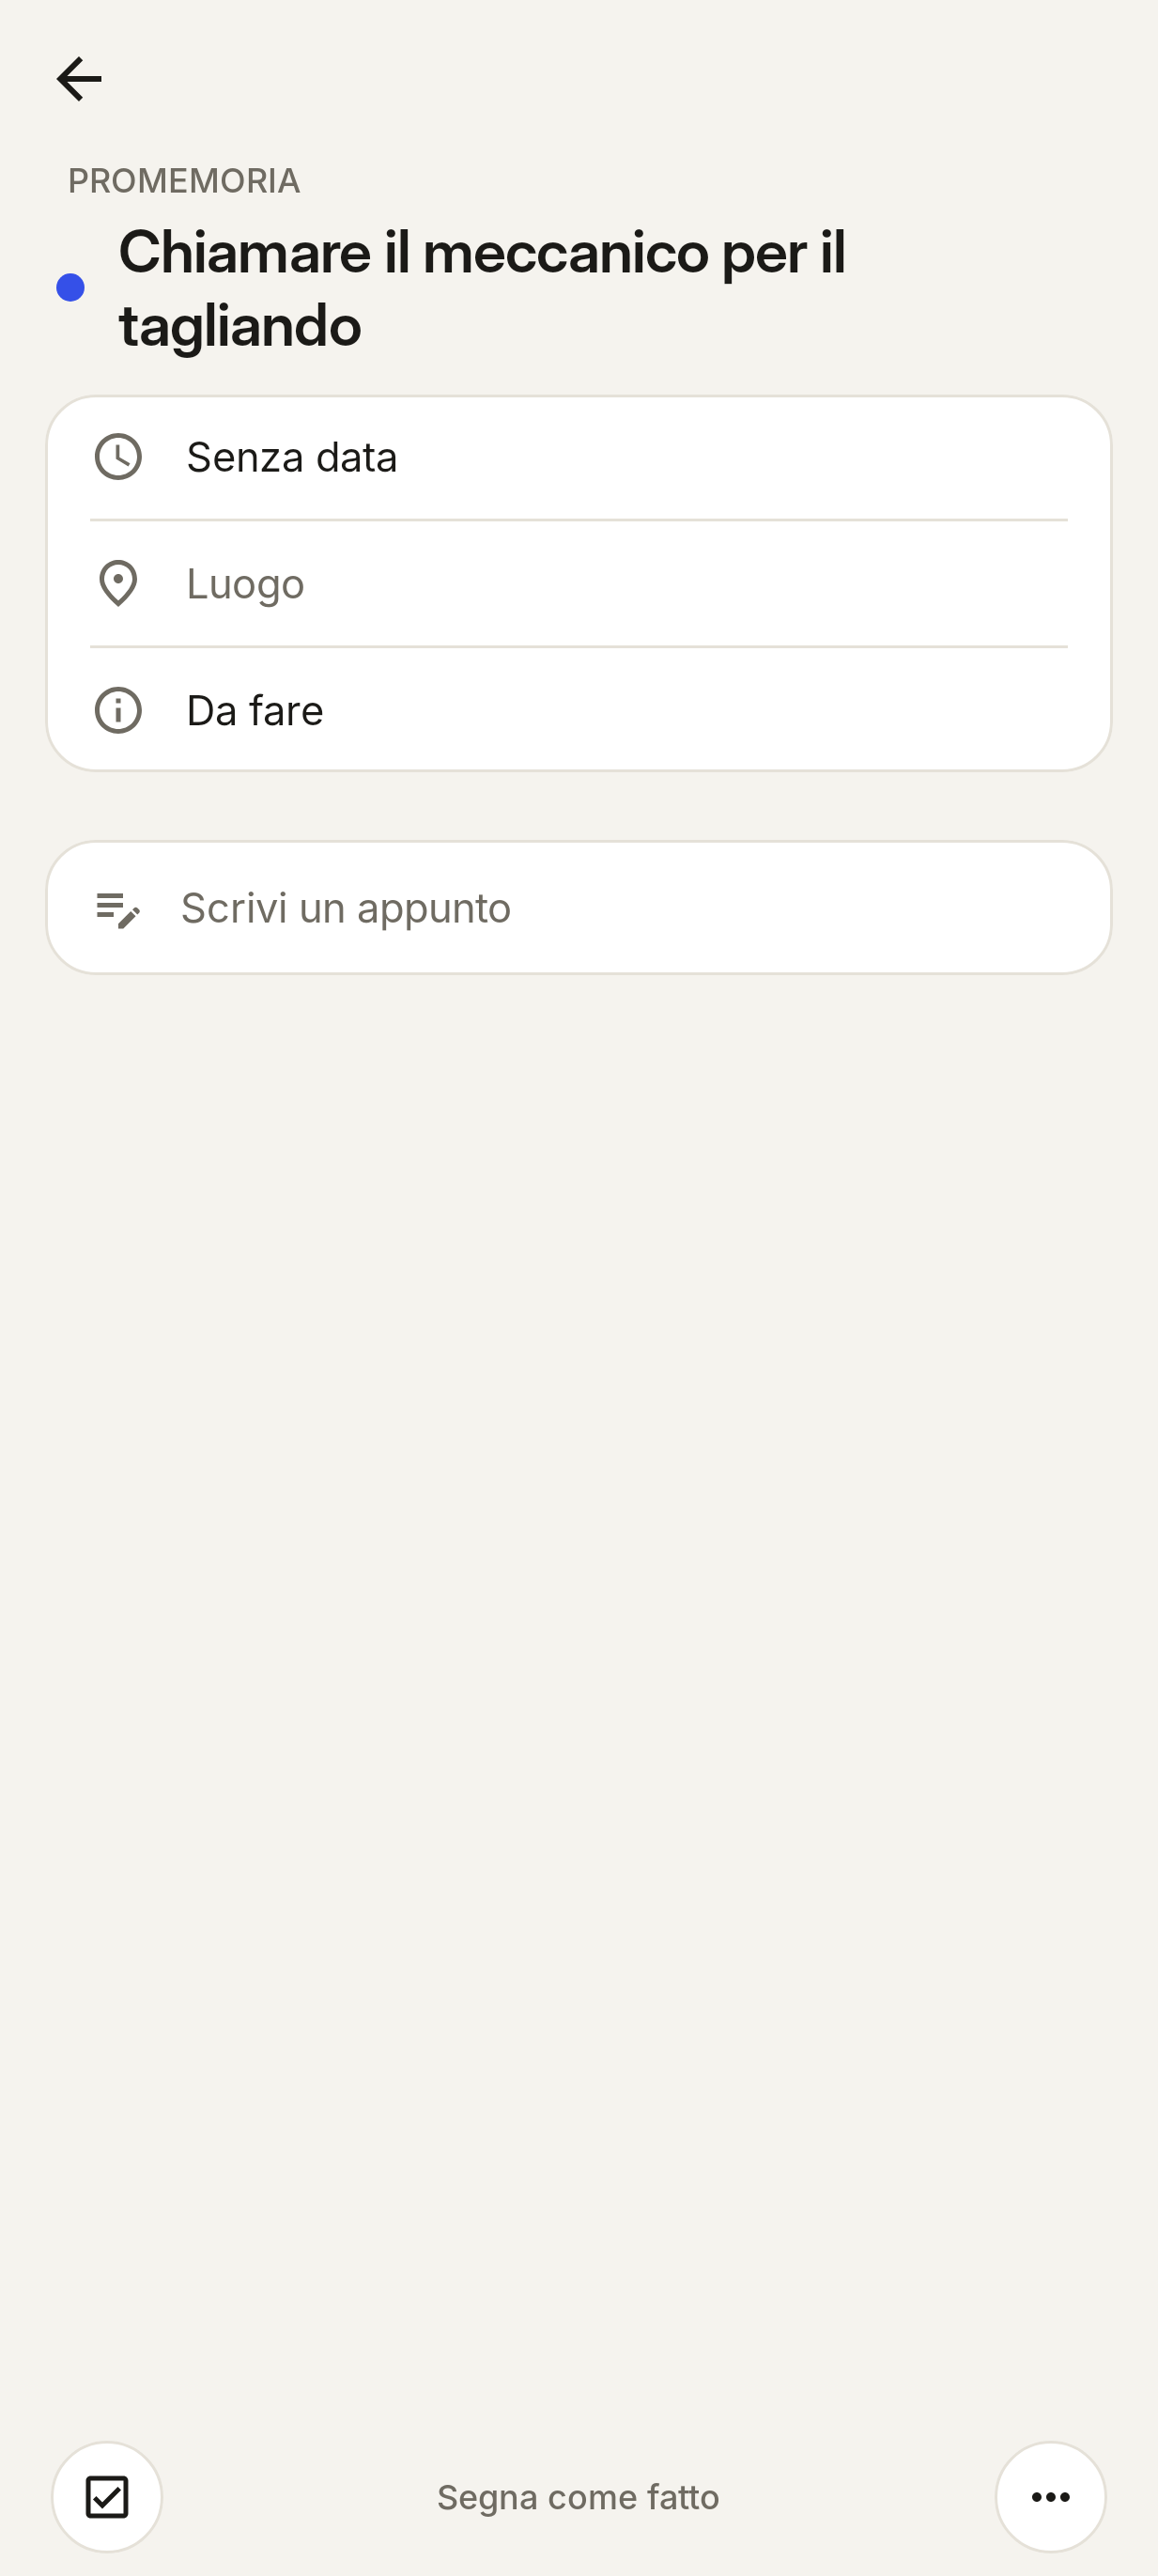 PROMEMORIA
Chiamare il meccanico per il
tagliando
Senza data
Luogo
Da fare
Scrivi un appunto
Segna come fatto